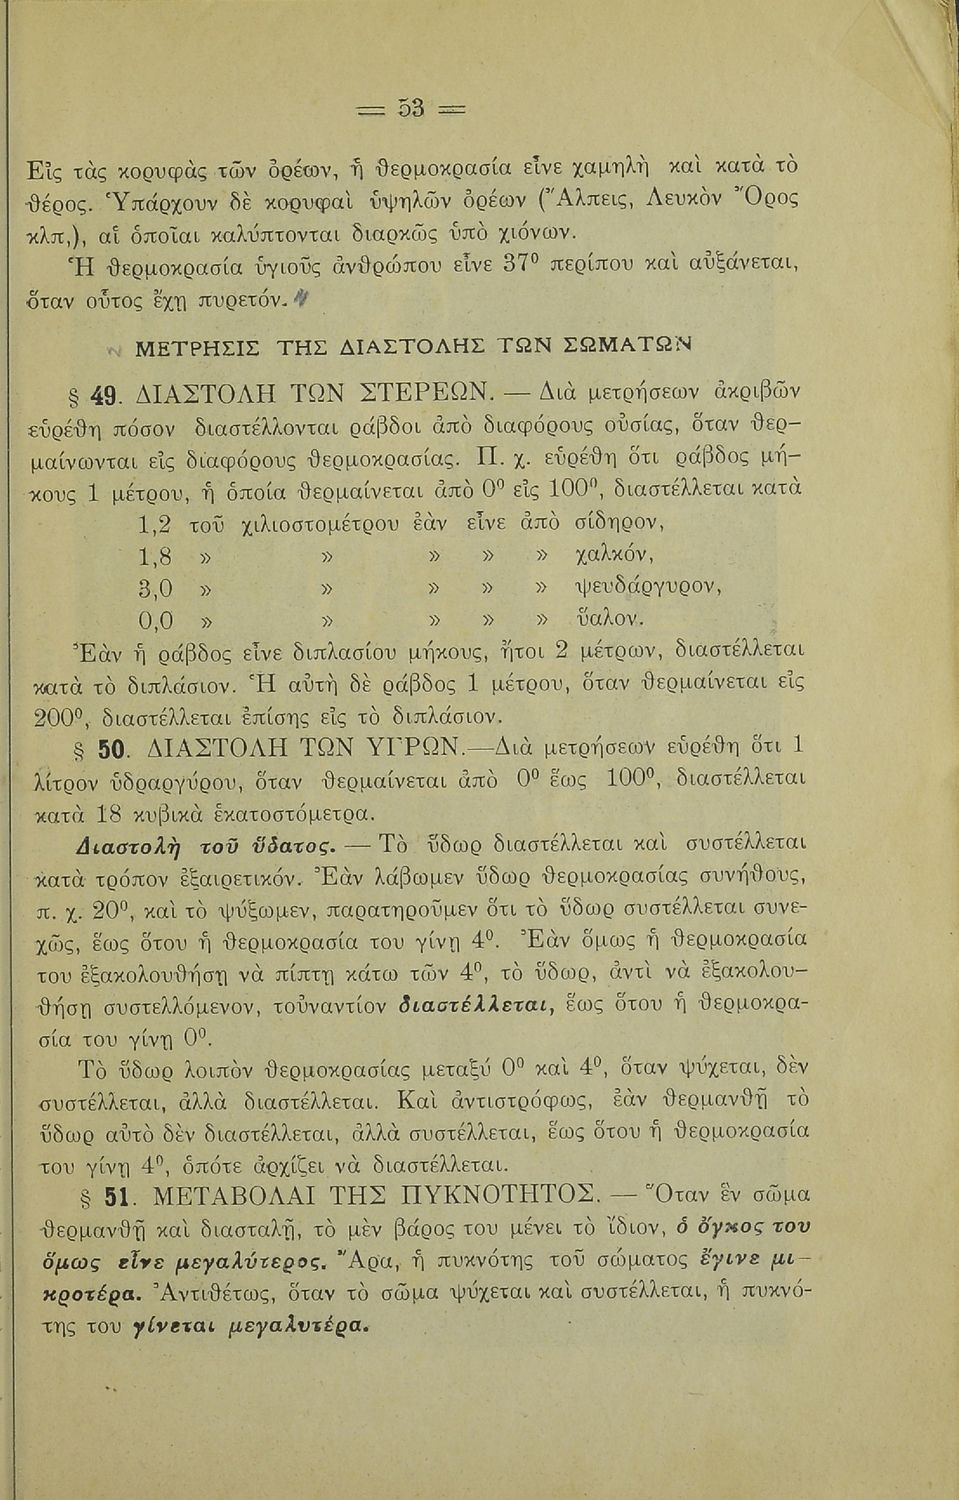 = 53 =
Εἰς τὰς κορυφὰς τῶν ὀρέων, ἡ θερμοκρασία εἶνε χαμηλὴ καὶ κατὰ τὸ
θέρος. Ὑπάρχουν δὲ κορυφαὶ ὑψηλῶν ὀρέων (Ἄλπεις, Λευκὸν Ὄρος
κλπ,), αἱ ὁποῖαι καλύπτονται διαρκῶς ὑπὸ χιόνων.
Ἡ θερμοκρασία ὑγιοῦς ἀνθρώπου εἶνε 37⁰ περίπου καὶ αὐξάνεται,
ὅταν οὗτος ἔχῃ πυρετόν.
ΜΕΤΡΗΣΙΣ ΤΗΣ ΔΙΑΣΤΟΛΗΣ ΤΩΝ ΣΩΜΑΤΩΝ
§ 49. ΔΙΑΣΤΟΛΗ ΤΩΝ ΣΤΕΡΕΩΝ. — Διὰ μετρήσεων ἀκριβῶν
εὑρέθη πόσον διαστέλλονται ράβδοι ἀπὸ διαφόρους οὐσίας, ὅταν θερ-
μαίνωνται εἰς διαφόρους θερμοκρασίας. Π. χ. εὑρέθη ὅτι ράβδος μή-
κους 1 μέτρου, ἡ ὁποία θερμαίνεται ἀπὸ 0⁰ εἰς 100⁰, διαστέλλεται κατὰ
1,2 τοῦ χιλιοστομέτρου ἐὰν εἶνε ἀπὸ σίδηρον,
1,8 » » » » » χαλκόν,
3,0 » » » » » ψευδάργυρον,
0,0 » » » » » ὕαλον.
Ἐὰν ἡ ράβδος εἶνε διπλασίου μήκους, ἤτοι 2 μέτρων, διαστέλλεται
κατὰ τὸ διπλάσιον. Ἡ αὐτὴ δὲ ράβδος 1 μέτρου, ὅταν θερμαίνεται εἰς
200⁰, διαστέλλεται ἐπίσης εἰς τὸ διπλάσιον.
§ 50. ΔΙΑΣΤΟΛΗ ΤΩΝ ΥΓΡΩΝ.—Διὰ μετρήσεων εὑρέθη ὅτι 1
λίτρον ὑδραργύρου, ὅταν θερμαίνεται ἀπὸ 0⁰ ἕως 100⁰, διαστέλλεται
κατὰ 18 κυβικὰ ἑκατοστόμετρα.
Διαστολὴ τοῦ ὕδατος. — Τὸ ὕδωρ διαστέλλεται καὶ συστέλλεται
κατὰ τρόπον ἐξαιρετικόν. Ἐὰν λάβωμεν ὕδωρ θερμοκρασίας συνήθους,
π. χ. 20⁰, καὶ τὸ ψύξωμεν, παρατηροῦμεν ὅτι τὸ ὕδωρ συστέλλεται συνε-
χῶς, ἕως ὅτου ἡ θερμοκρασία του γίνῃ 4⁰. Ἐὰν ὅμως ἡ θερμοκρασία
του ἐξακολουθήσῃ νὰ πίπτῃ κάτω τῶν 4⁰, τὸ ὕδωρ, ἀντὶ νὰ ἐξακολου-
θήσῃ συστελλόμενον, τοὐναντίον διαστέλλεται, ἕως ὅτου ἡ θερμοκρα-
σία του γίνῃ 0⁰.
Τὸ ὕδωρ λοιπὸν θερμοκρασίας μεταξύ 0⁰ καὶ 4⁰, ὅταν ψύχεται, δὲν
συστέλλεται, ἀλλὰ διαστέλλεται. Καὶ ἀντιστρόφως, ἐὰν θερμανθῇ τὸ
ὕδωρ αὐτὸ δὲν διαστέλλεται, ἀλλὰ συστέλλεται, ἕως ὅτου ἡ θερμοκρασία
του γίνῃ 4⁰, ὁπότε ἀρχίζει νὰ διαστέλλεται.
§ 51. ΜΕΤΑΒΟΛΑΙ ΤΗΣ ΠΥΚΝΟΤΗΤΟΣ. — Ὅταν ἓν σῶμα
θερμανθῇ καὶ διασταλῇ, τὸ μὲν βάρος του μένει τὸ ἴδιον, ὁ ὄγκος του
ὅμως εἶνε μεγαλύτερος. Ἄρα, ἡ πυκνότης τοῦ σώματος ἔγινε μι-
κροτέρα. Ἀντιθέτως, ὅταν τὸ σῶμα ψύχεται καὶ συστέλλεται, ἡ πυκνό-
της του γίνεται μεγαλυτέρα.